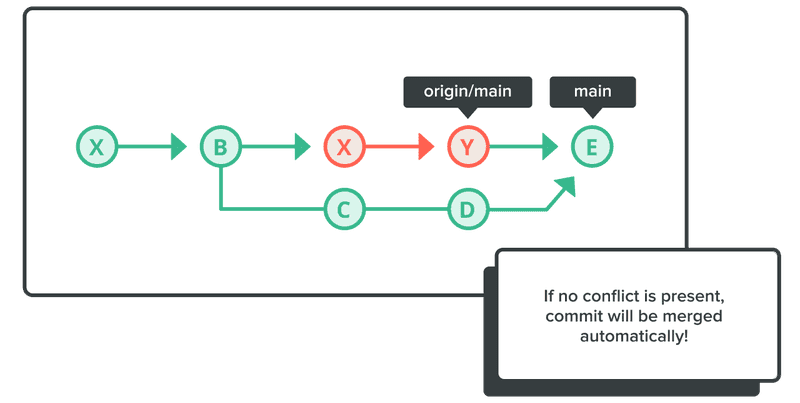 origin/main
main
X
B
X
Y
E
C
D
If no conflict is present,
commit will be merged
automatically!